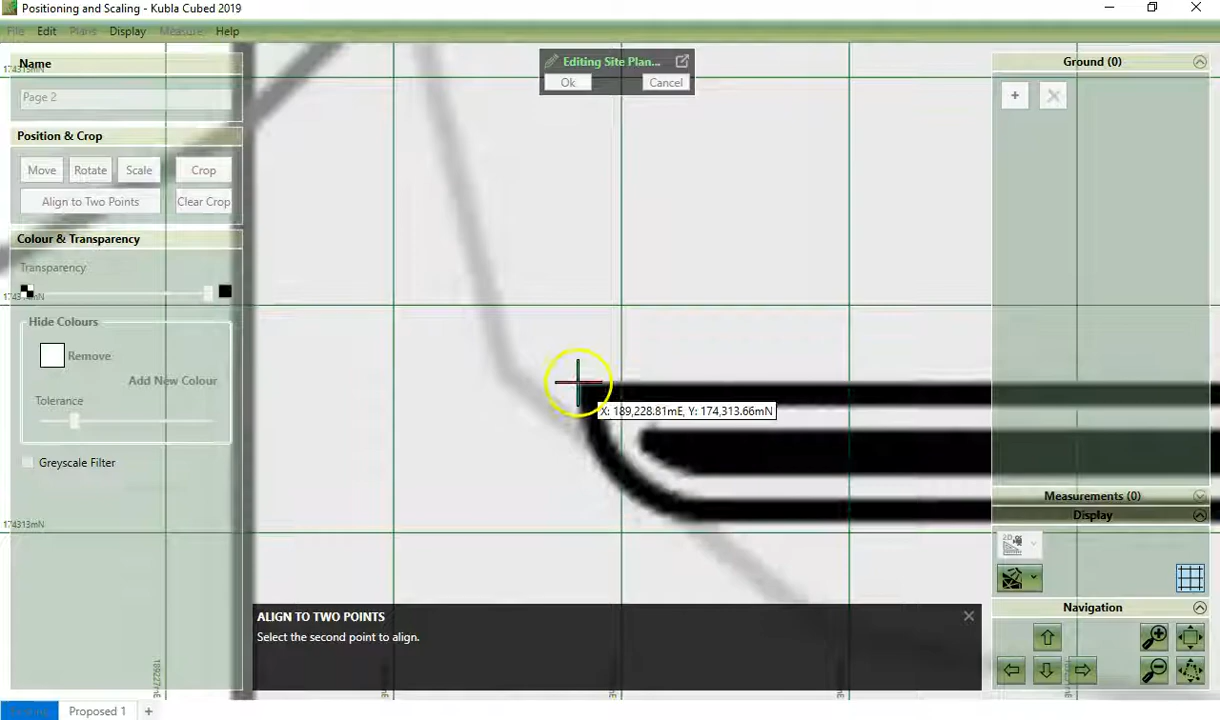 Positioning and Scaling - Kubla Cubed 2019
File Edit Plans Display Measure Help
Name
Page 2
Position & Crop
Move Rotate Scale Crop
Align to Two Points Clear Crop
Colour & Transparency
Transparency
Hide Colours
Remove
Add New Colour
Tolerance
Greyscale Filter
174313mN
189227mE
Editing Site Plan...
Ok Cancel
X: 189,228.81mE, Y: 174,313.66mN
ALIGN TO TWO POINTS
Select the second point to align.
Ground (0)
Measurements (0)
Display
2D
Navigation
Proposed 1